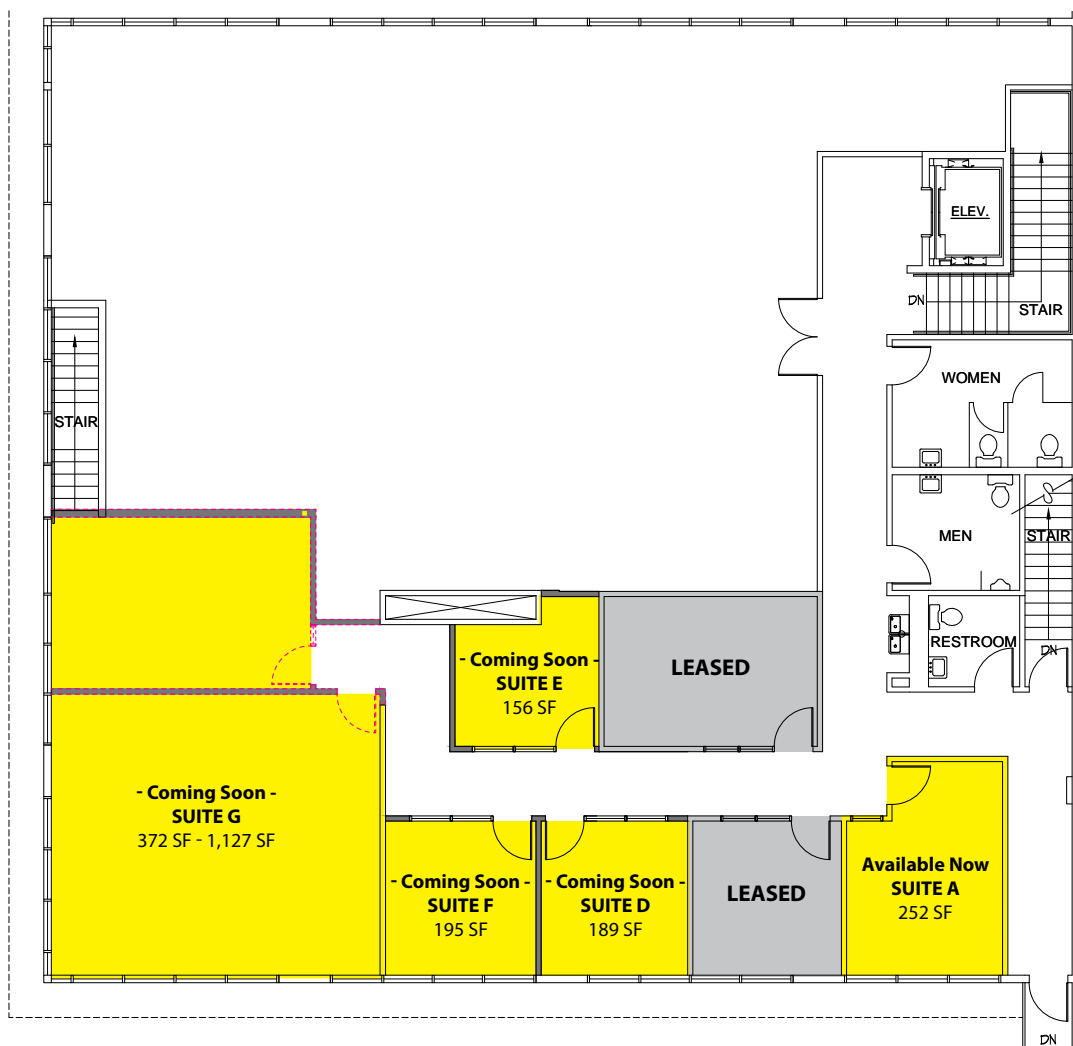 ELEV.
DN
STAIR
WOMEN
STAIR
MEN
STAIR
RESTROOM
DN
- Coming Soon -
SUITE E
156 SF
LEASED
- Coming Soon -
SUITE G
372 SF - 1,127 SF
- Coming Soon -
SUITE F
195 SF
- Coming Soon -
SUITE D
189 SF
LEASED
Available Now
SUITE A
252 SF
DN